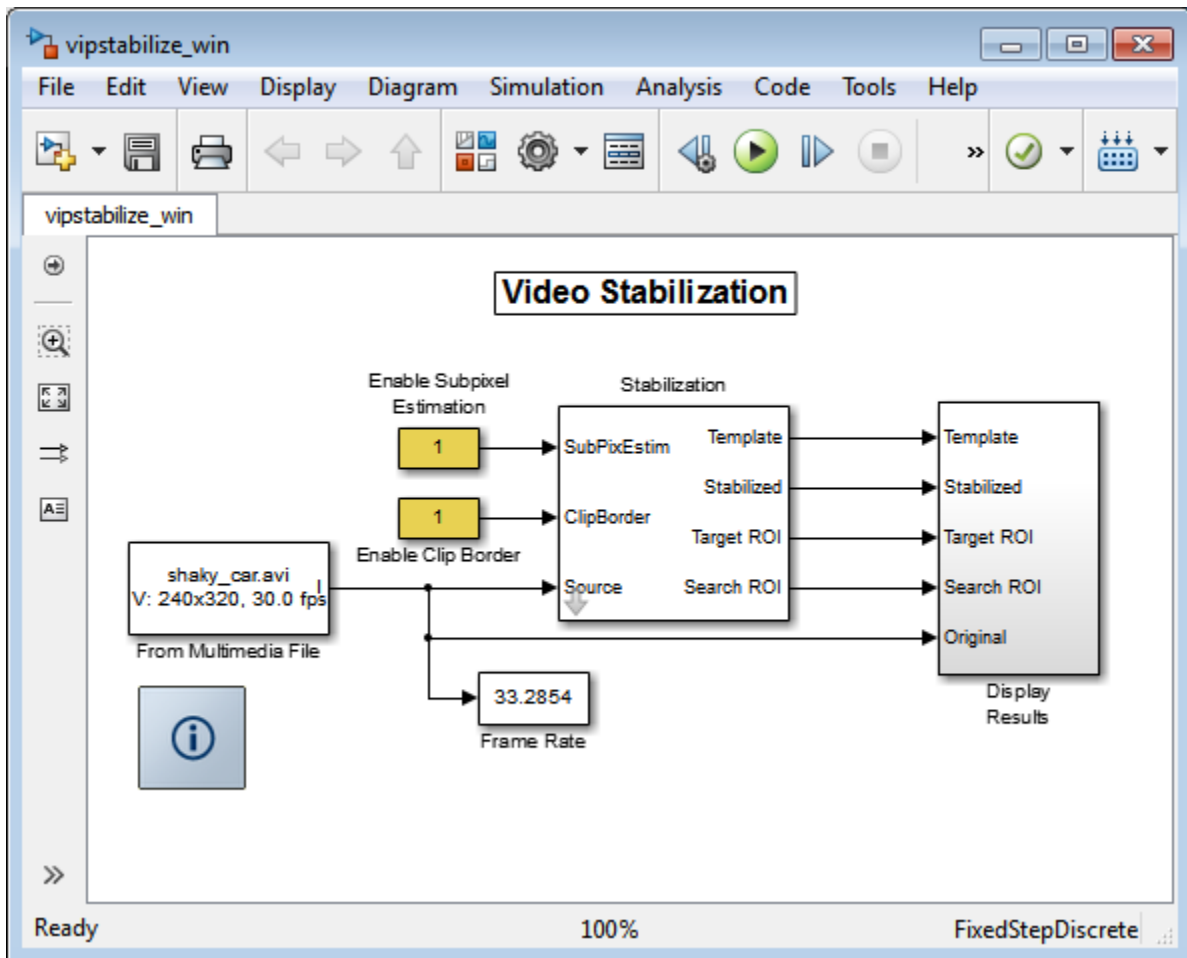 vipstabilize_win
File Edit View Display Diagram Simulation Analysis Code Tools Help
vipstabilize_win
Video Stabilization
Enable Subpixel
Estimation
1
Stabilization
SubPixEstim
Template
Template
Stabilized
Stabilized
1
ClipBorder
Enable Clip Border
Target ROI
Target ROI
shaky_car.avi
V: 240x320, 30.0 fps
I
From Multimedia File
Source
Search ROI
Search ROI
Original
33.2854
Frame Rate
Display
Results
Ready 100% FixedStepDiscrete